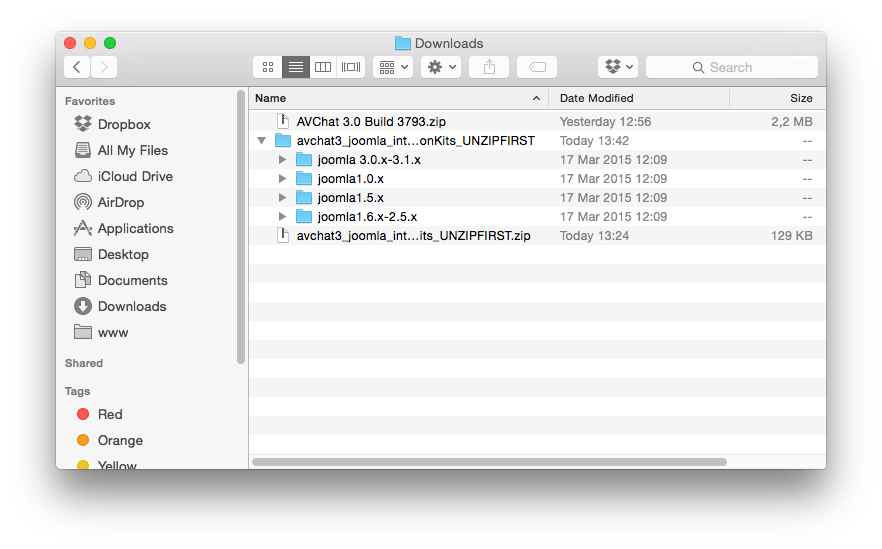 Downloads
Search
Favorites
Dropbox
All My Files
iCloud Drive
AirDrop
Applications
Desktop
Documents
Downloads
www
Shared
Tags
Red
Orange
Yellow
Name Date Modified Size
AVChat 3.0 Build 3793.zip Yesterday 12:56 2,2 MB
avchat3_joomla_int...onKits_UNZIPFIRST Today 13:42 --
joomla 3.0.x-3.1.x 17 Mar 2015 12:09 --
joomla1.0.x 17 Mar 2015 12:09 --
joomla1.5.x 17 Mar 2015 12:09 --
joomla1.6.x-2.5.x 17 Mar 2015 12:09 --
avchat3_joomla_int...its_UNZIPFIRST.zip Today 13:24 129 KB